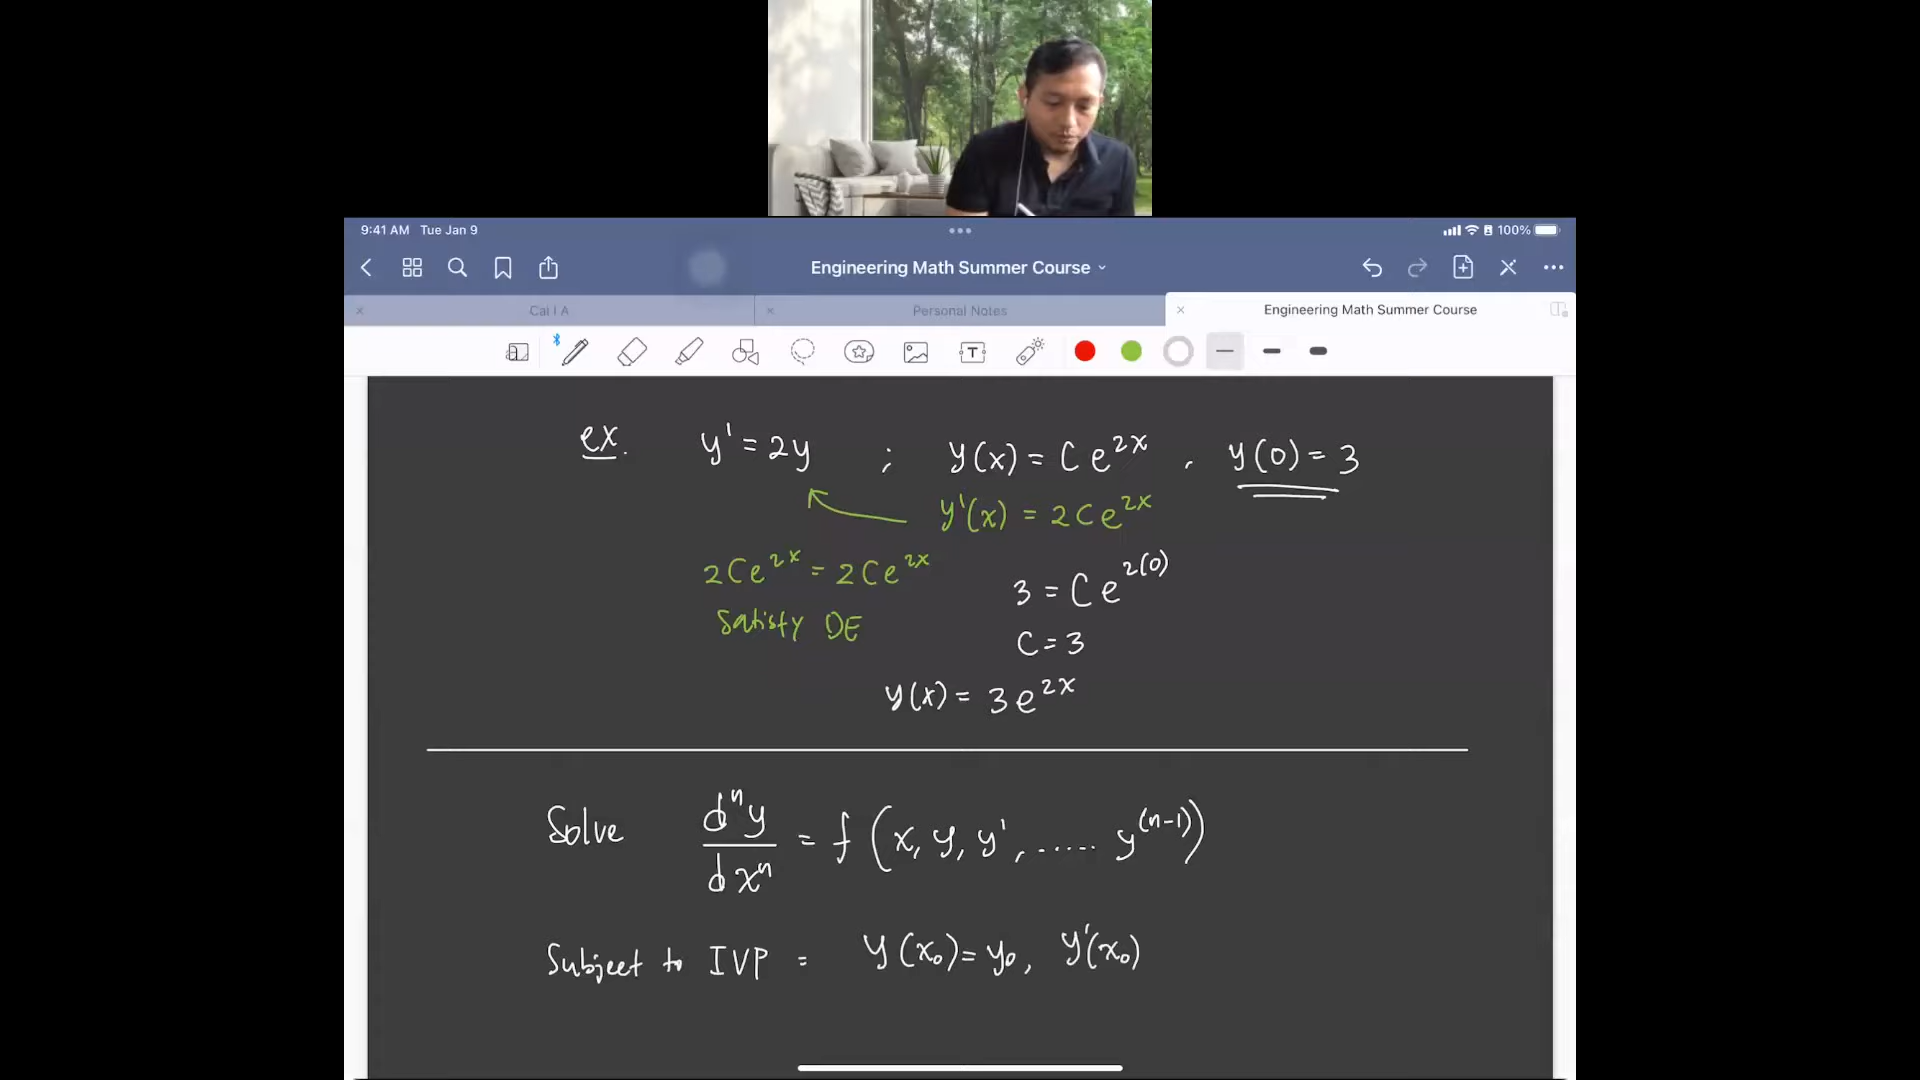 9:41 AM Tue Jan 9
100%
Engineering Math Summer Course
Cal I A
Personal Notes
Engineering Math Summer Course
T
ex. y' = 2y ; y(x) = Ce^{2x} , y(0) = 3
y'(x) = 2Ce^{2x}
2Ce^{2x} = 2Ce^{2x}
3 = Ce^{2(0)}
Satisfy DE
C = 3
y(x) = 3e^{2x}
Solve \frac{d^n y}{dx^n} = f(x, y, y', ..... y^{(n-1)})
Subject to IVP = y(x₀) = y₀, y'(x₀)